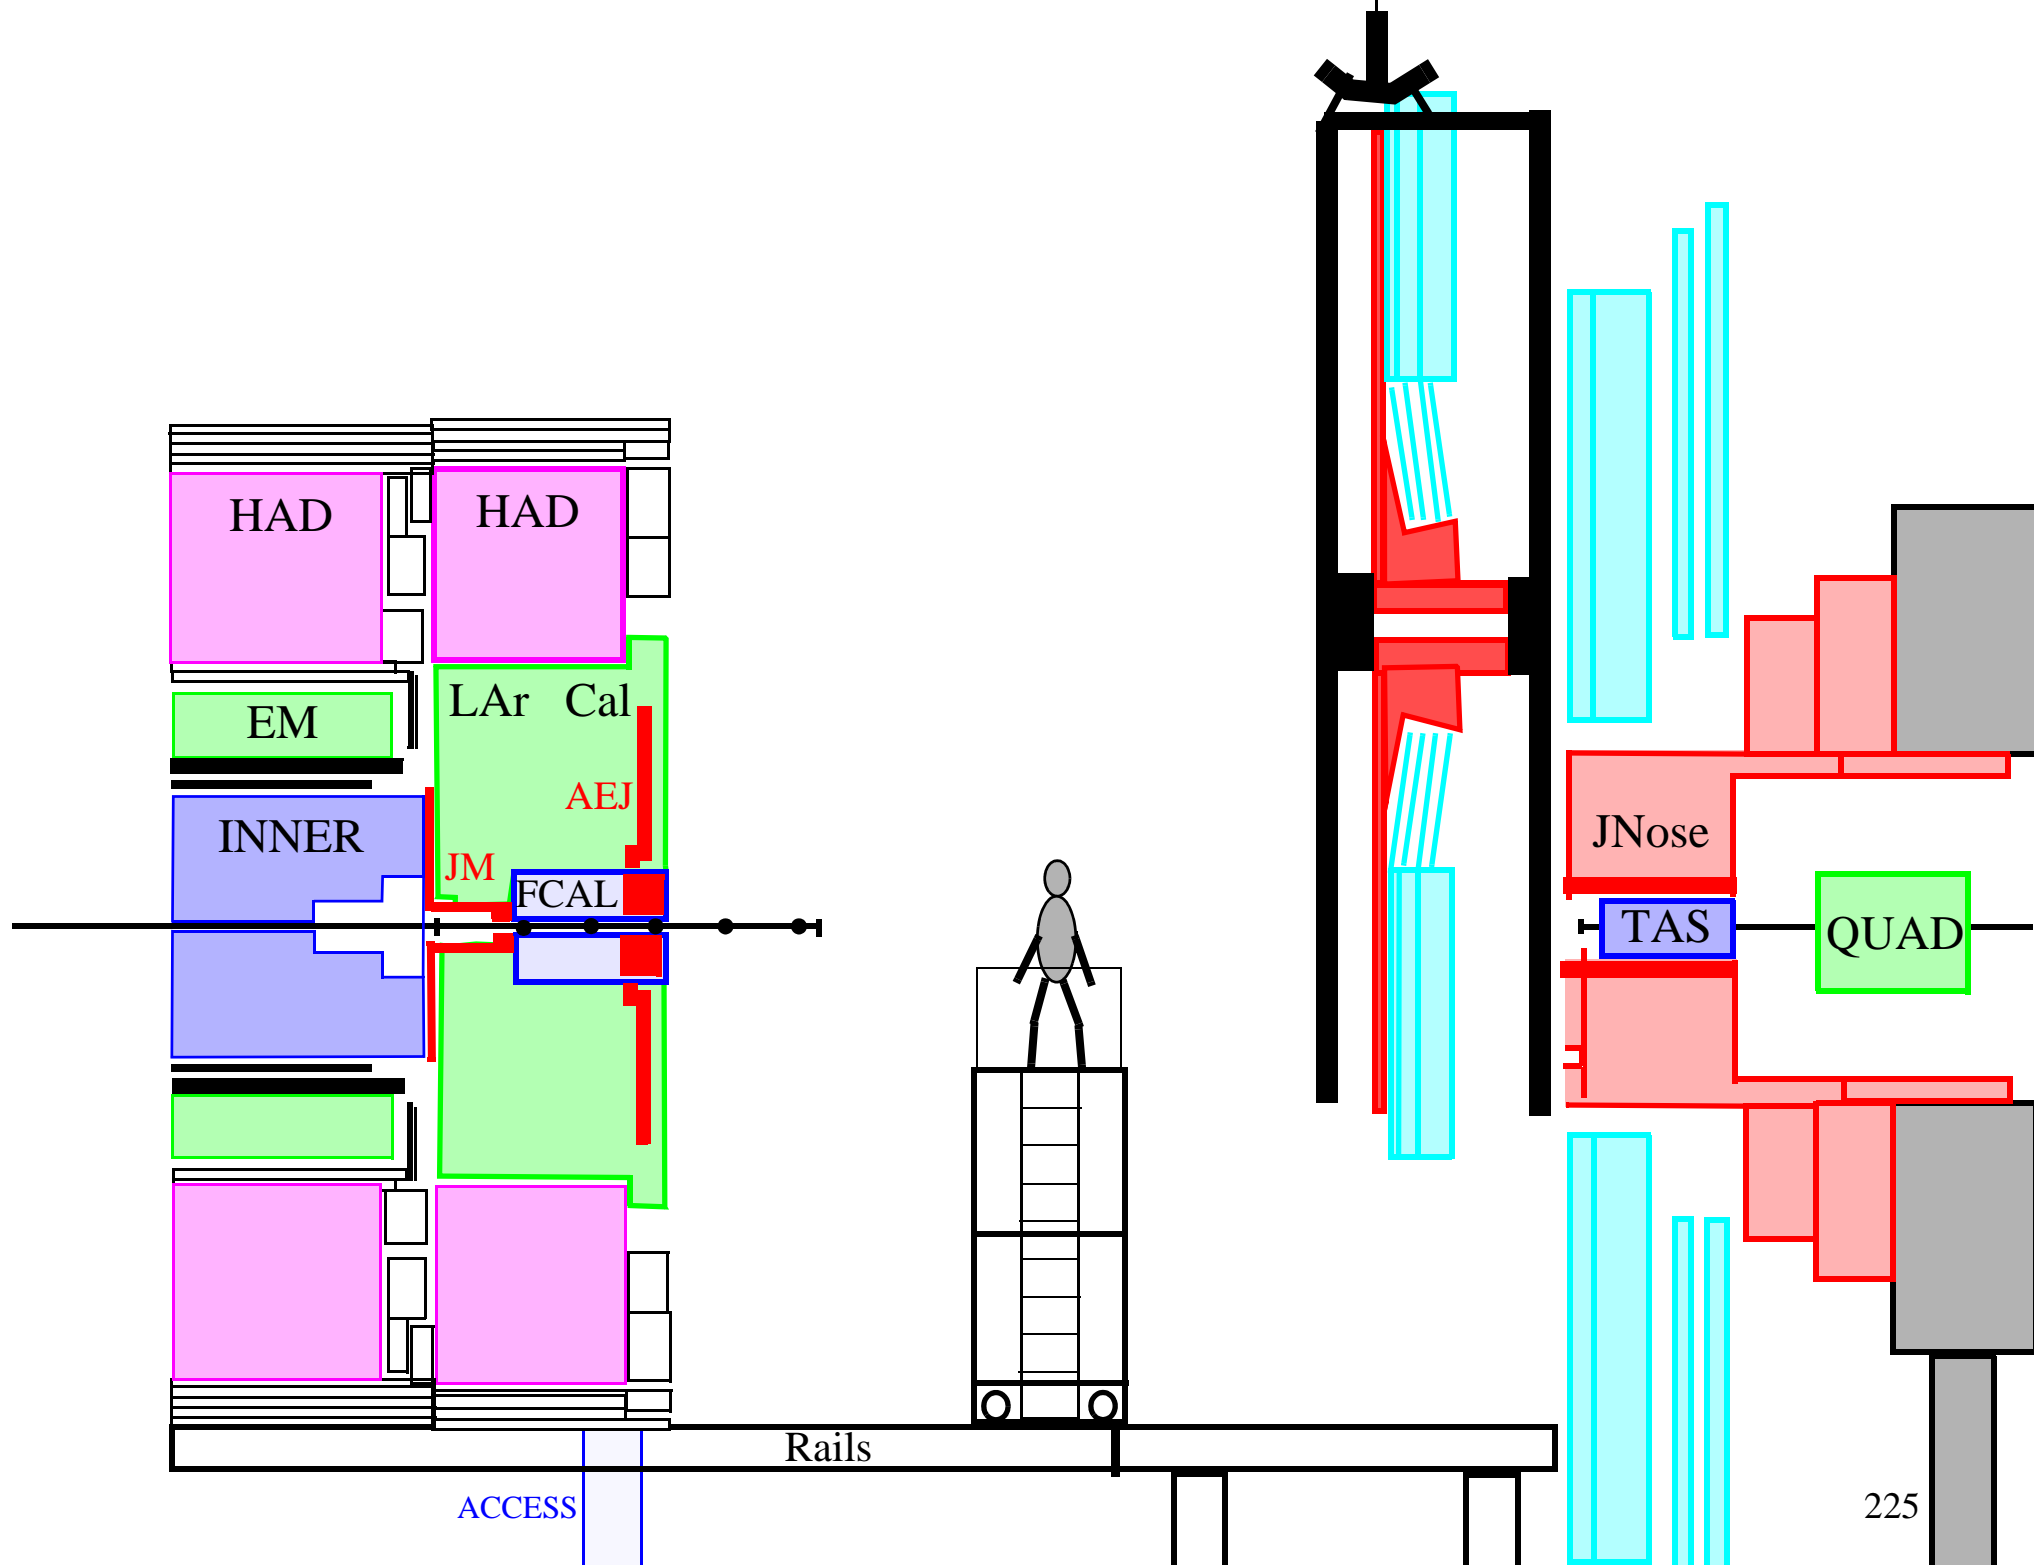 HAD
HAD
LAr Cal
EM
AEJ
INNER
JM
FCAL
JNose
TAS
QUAD
Rails
ACCESS
225